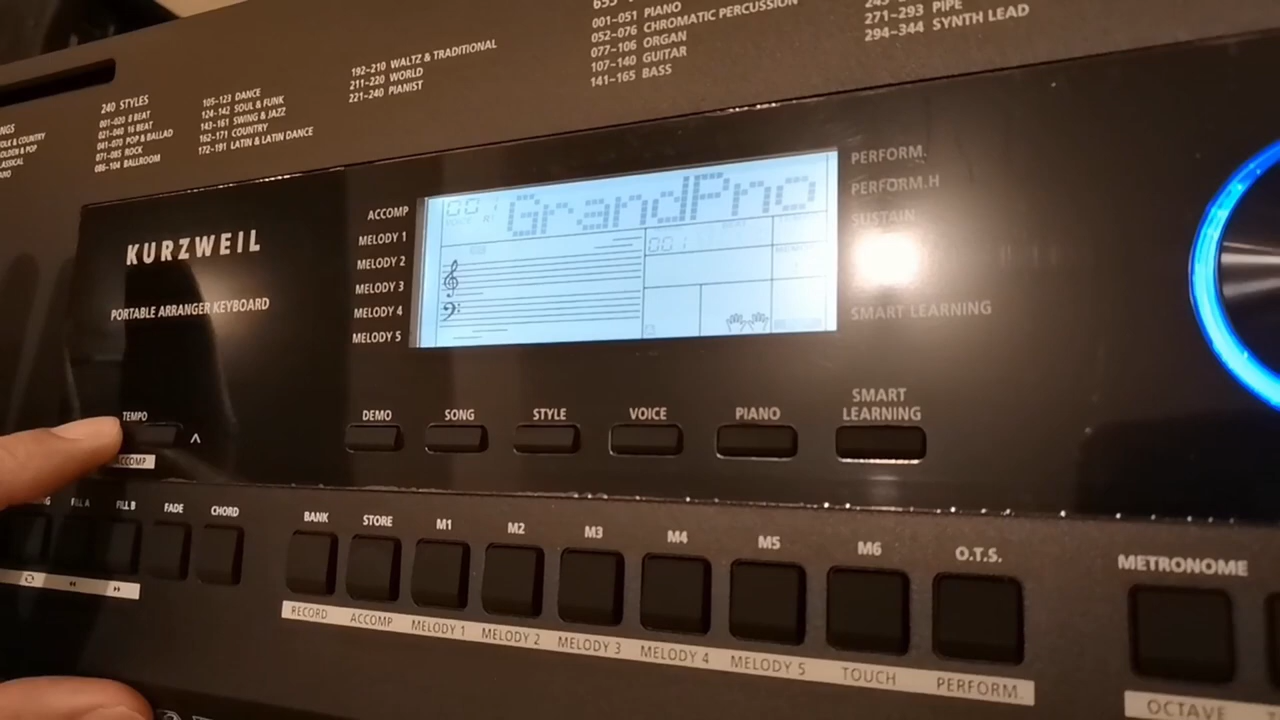 240 STYLES
001-020 8 BEAT
021-040 16 BEAT
041-070 POP & BALLAD
071-085 ROCK
086-104 BALLROOM
105-123 DANCE
124-142 SOUL & FUNK
143-161 SWING & JAZZ
162-171 COUNTRY
172-191 LATIN & LATIN DANCE
192-210 WALTZ & TRADITIONAL
211-220 WORLD
221-240 PIANIST
001-051 PIANO
052-076 CHROMATIC PERCUSSION
077-106 ORGAN
107-140 GUITAR
141-165 BASS
271-293 PIPE
294-344 SYNTH LEAD
KURZWEIL
PORTABLE ARRANGER KEYBOARD
ACCOMP
MELODY 1
MELODY 2
MELODY 3
MELODY 4
MELODY 5
001 GrandPno
001
PERFORM.
PERFORM.H
SUSTAIN
SMART LEARNING
TEMPO
ACCOMP
DEMO
SONG
STYLE
VOICE
PIANO
SMART
LEARNING
FILL A
FILL B
FADE
CHORD
BANK
STORE
M1
M2
M3
M4
M5
M6
O.T.S.
METRONOME
RECORD
ACCOMP
MELODY 1
MELODY 2
MELODY 3
MELODY 4
MELODY 5
TOUCH
PERFORM.
OCTAVE